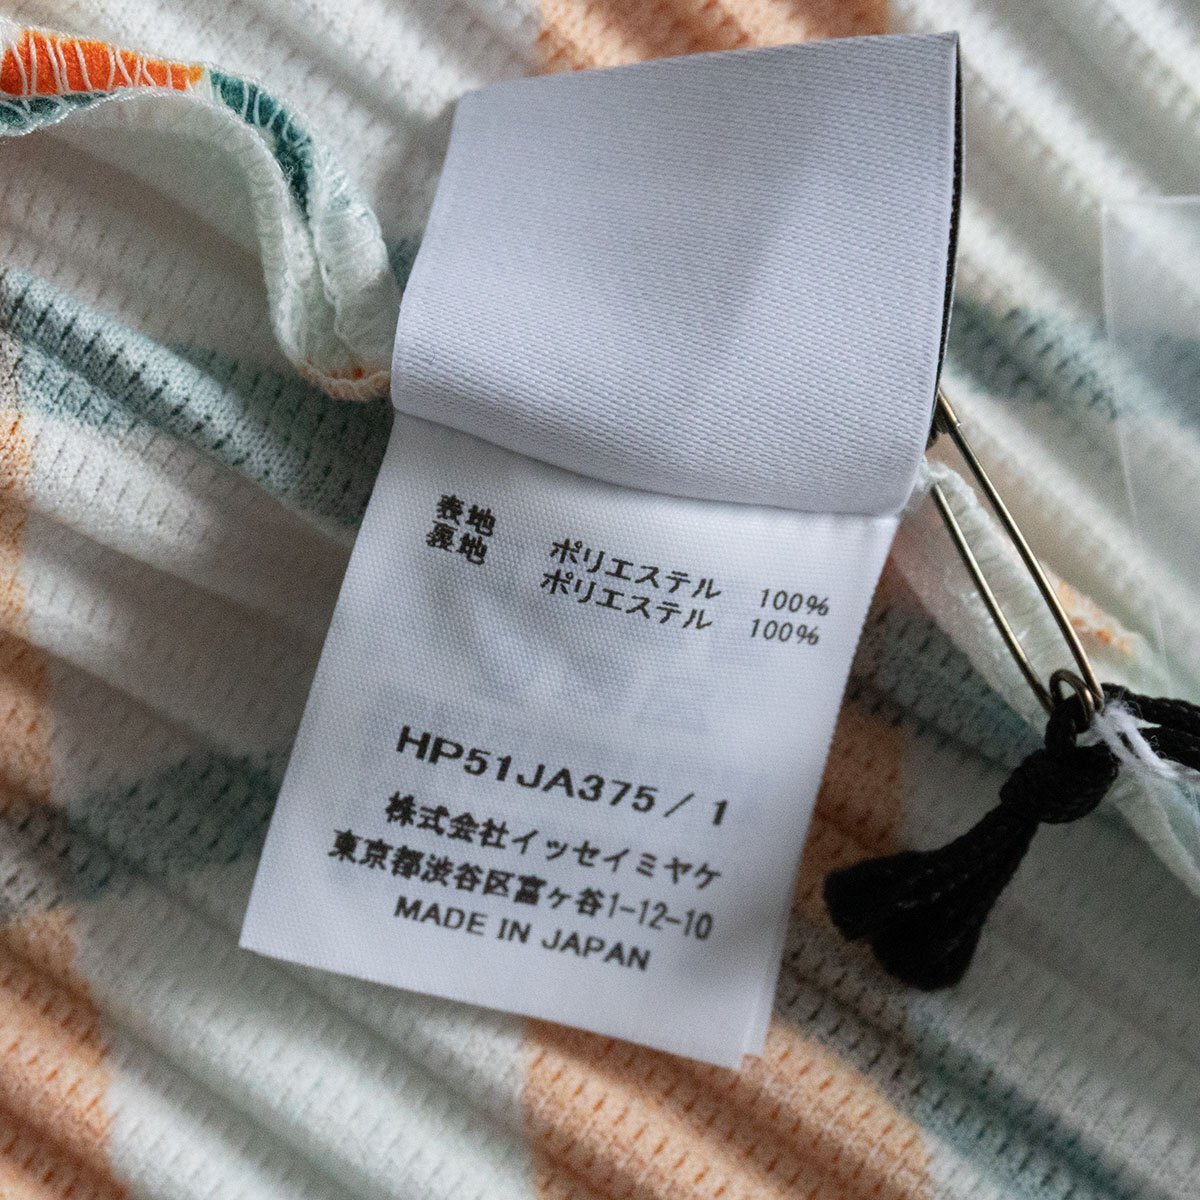 表地 ポリエステル 100%
裏地 ポリエステル 100%
HP51JA375 / 1
株式会社イッセイミヤケ
東京都渋谷区富ヶ谷1-12-10
MADE IN JAPAN